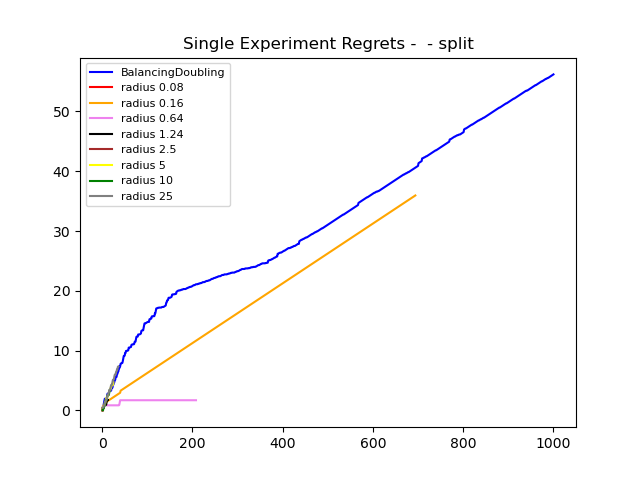 Single Experiment Regrets -  - split
BalancingDoubling
radius 0.08
radius 0.16
radius 0.64
radius 1.24
radius 2.5
radius 5
radius 10
radius 25
50
40
30
20
10
0
0 200 400 600 800 1000